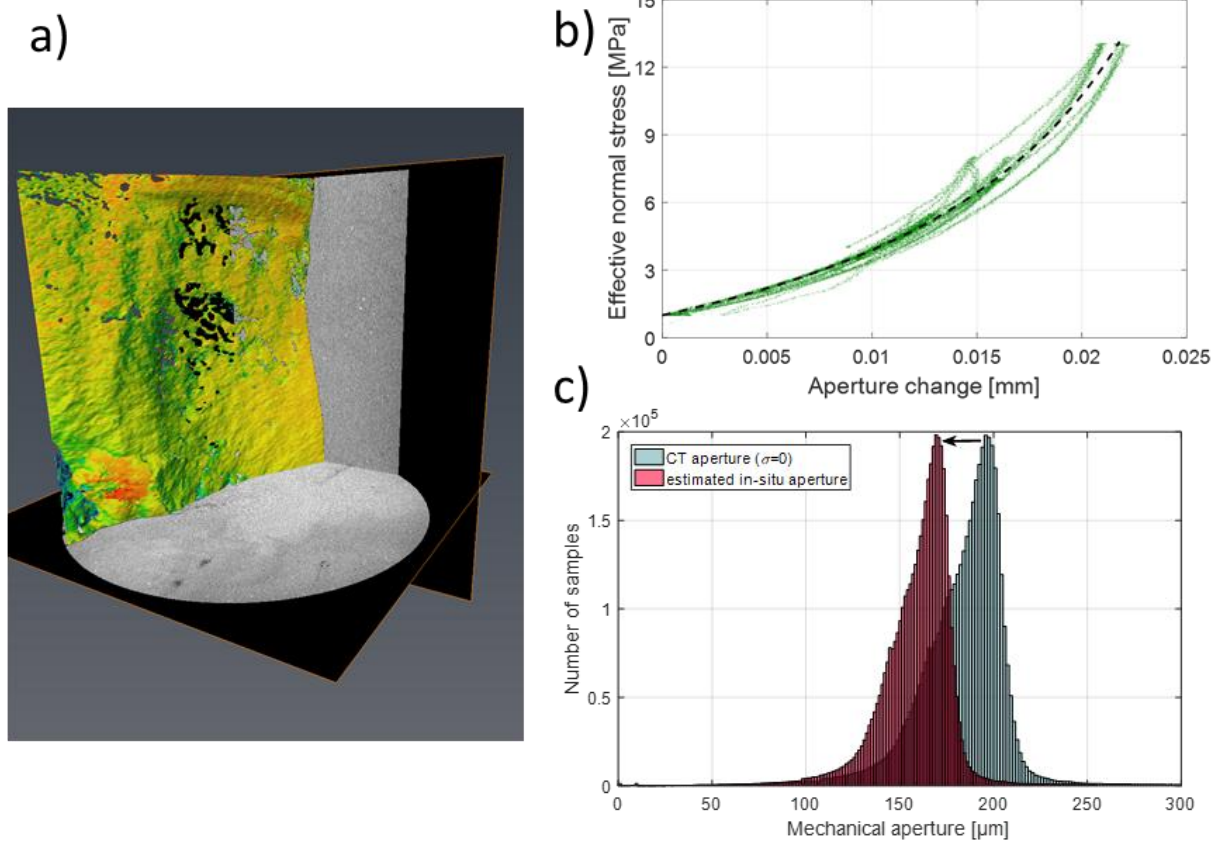 a)
b)
15
12
9
6
3
0
Effective normal stress [MPa]
0
0.005
0.01
0.015
0.02
0.025
Aperture change [mm]
c)
×10⁵
2
1.5
1
0.5
0
Number of samples
CT aperture (σ=0)
estimated in-situ aperture
0
50
100
150
200
250
300
Mechanical aperture [µm]